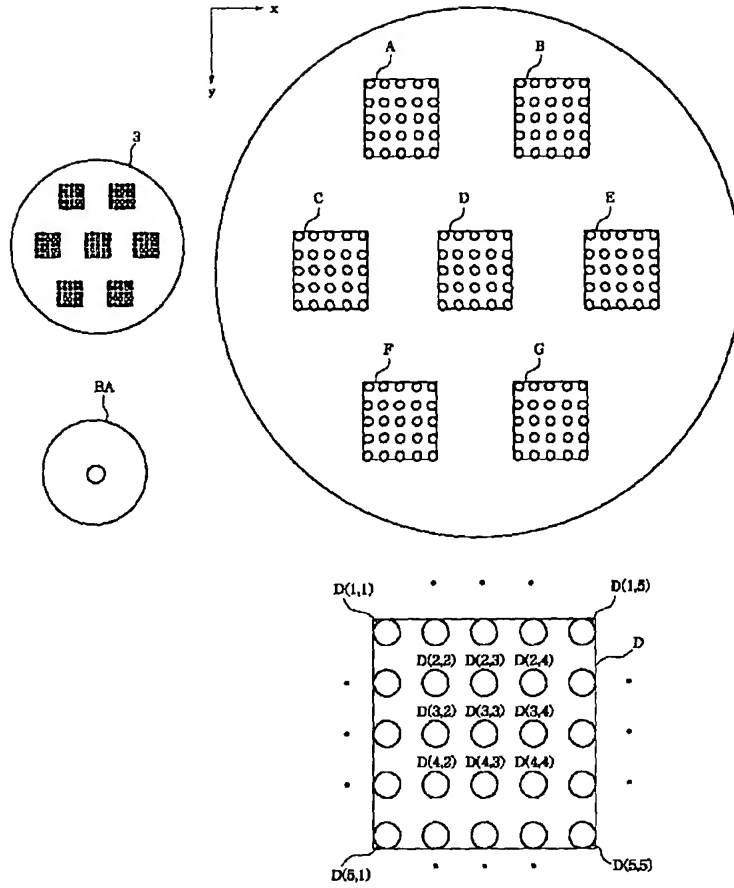 x
y
A
B
3
C
D
E
F
G
BA
D(1,1)
D(1,5)
D
D(2,2) D(2,3) D(2,4)
D(3,2) D(3,3) D(3,4)
D(4,2) D(4,3) D(4,4)
D(5,1)
D(5,5)